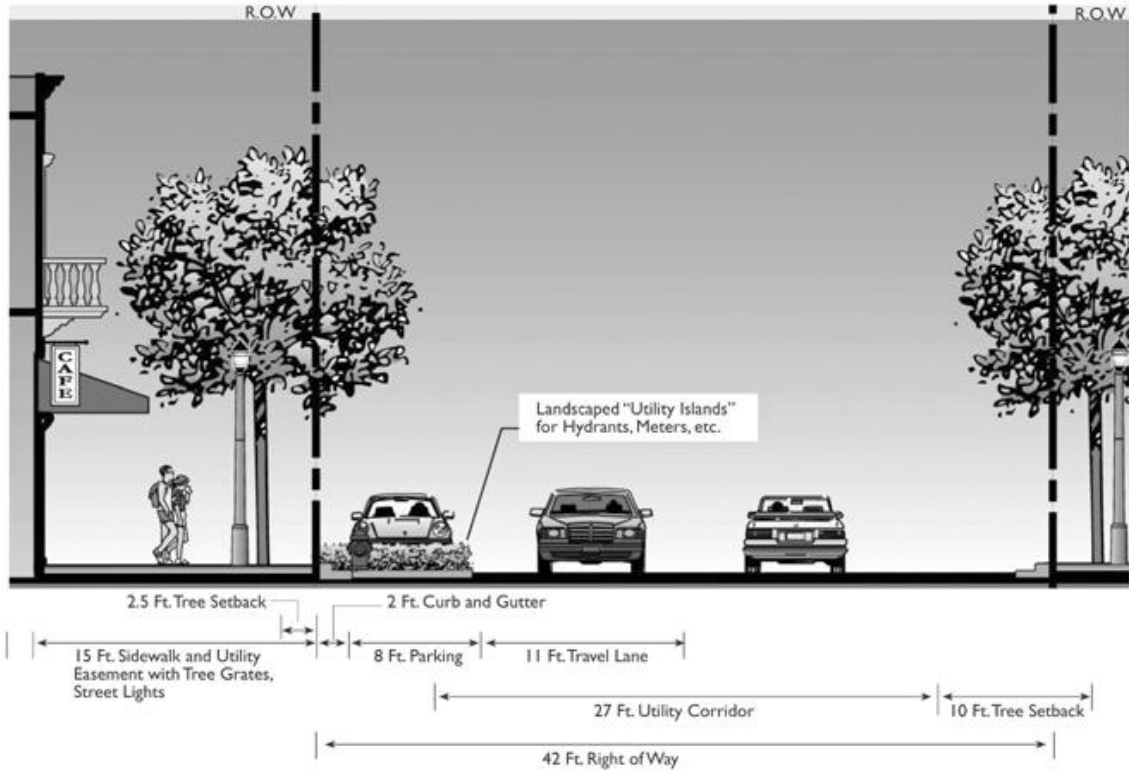 R.O.W
R.O.W
CAFE
Landscaped “Utility Islands”
for Hydrants, Meters, etc.
2.5 Ft. Tree Setback
2 Ft. Curb and Gutter
15 Ft. Sidewalk and Utility
Easement with Tree Grates,
Street Lights
8 Ft. Parking
11 Ft. Travel Lane
27 Ft. Utility Corridor
10 Ft. Tree Setback
42 Ft. Right of Way